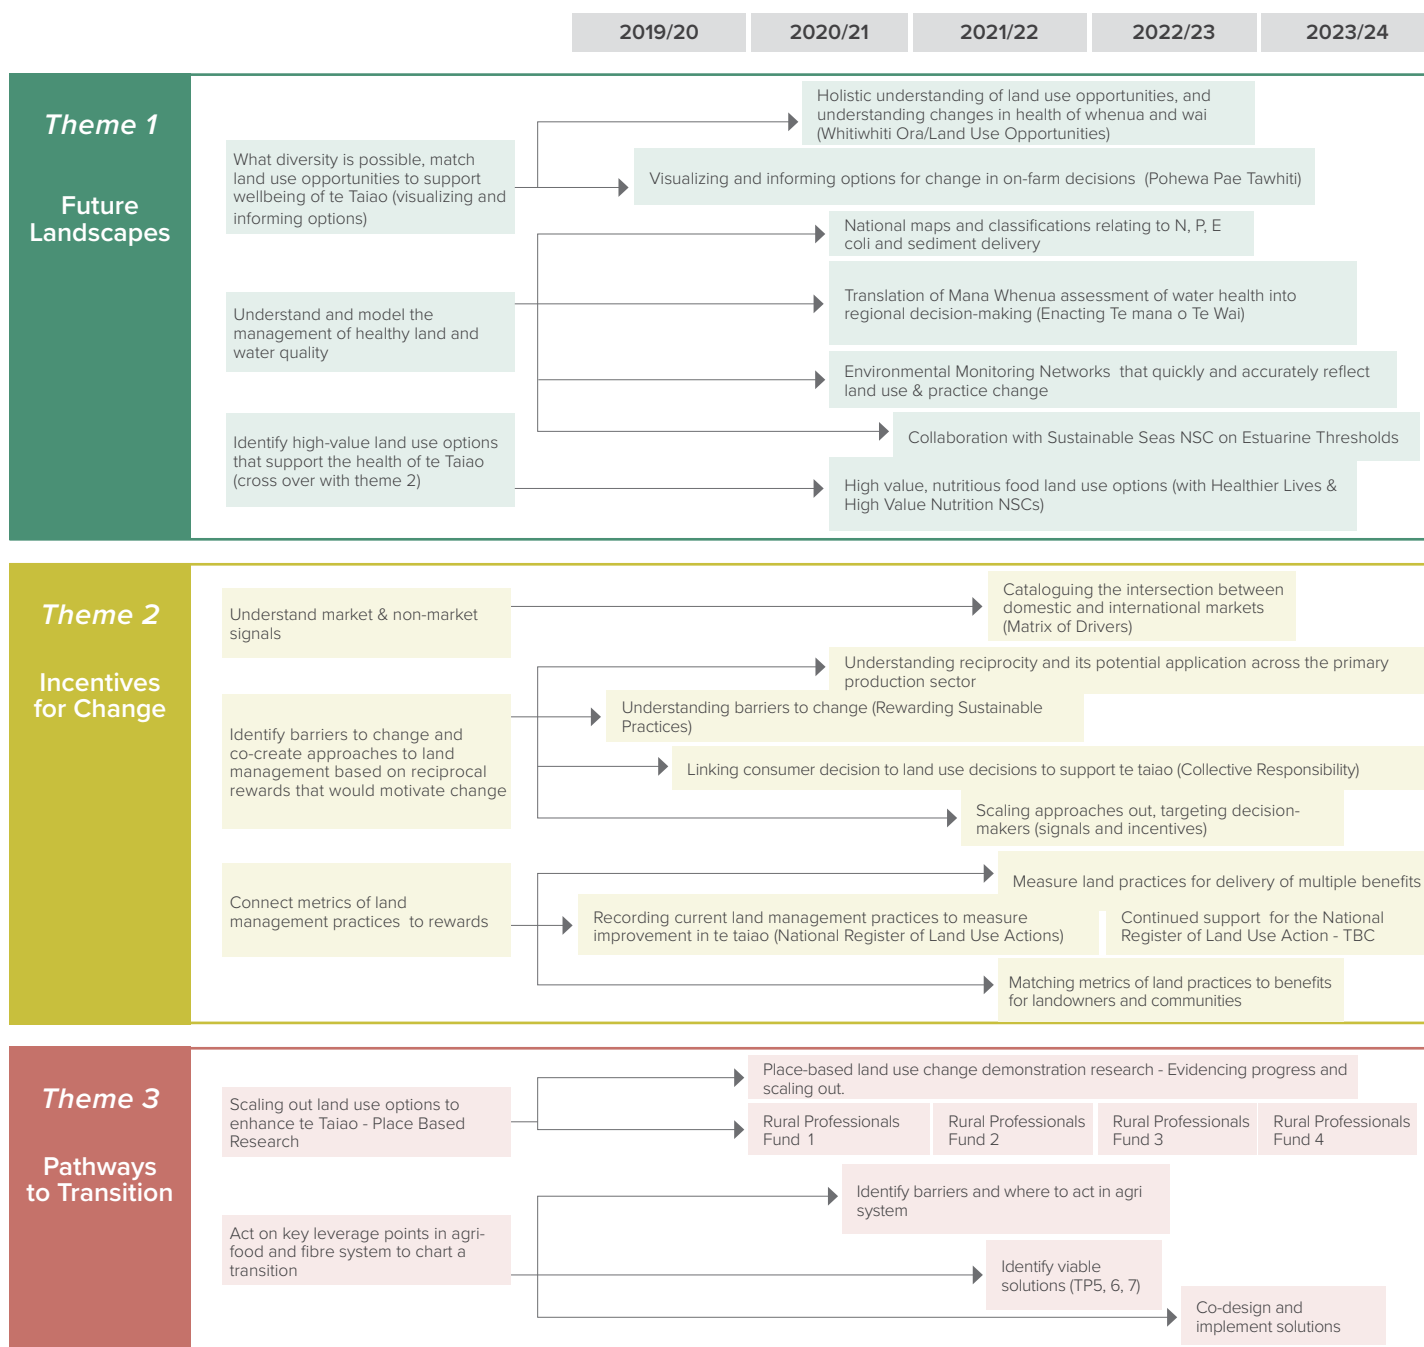 2019/20
2020/21
2021/22
2022/23
2023/24
Theme 1
Future
Landscapes
What diversity is possible, match
land use opportunities to support
wellbeing of te Taiao (visualizing and
informing options)
Holistic understanding of land use opportunities, and
understanding changes in health of whenua and wai
(Whitiwhiti Ora/Land Use Opportunities)
Visualizing and informing options for change in on-farm decisions (Pohewa Pae Tawhiti)
Understand and model the
management of healthy land and
water quality
National maps and classifications relating to N, P, E
coli and sediment delivery
Translation of Mana Whenua assessment of water health into
regional decision-making (Enacting Te mana o Te Wai)
Environmental Monitoring Networks that quickly and accurately reflect
land use & practice change
Collaboration with Sustainable Seas NSC on Estuarine Thresholds
Identify high-value land use options
that support the health of te Taiao
(cross over with theme 2)
High value, nutritious food land use options (with Healthier Lives &
High Value Nutrition NSCs)
Theme 2
Incentives
for Change
Understand market & non-market
signals
Cataloguing the intersection between
domestic and international markets
(Matrix of Drivers)
Identify barriers to change and
co-create approaches to land
management based on reciprocal
rewards that would motivate change
Understanding reciprocity and its potential application across the primary
production sector
Understanding barriers to change (Rewarding Sustainable
Practices)
Linking consumer decision to land use decisions to support te taiao (Collective Responsibility)
Scaling approaches out, targeting decision-
makers (signals and incentives)
Connect metrics of land
management practices to rewards
Measure land practices for delivery of multiple benefits
Recording current land management practices to measure
improvement in te taiao (National Register of Land Use Actions)
Continued support for the National
Register of Land Use Action - TBC
Matching metrics of land practices to benefits
for landowners and communities
Theme 3
Pathways
to Transition
Scaling out land use options to
enhance te Taiao - Place Based
Research
Place-based land use change demonstration research - Evidencing progress and
scaling out.
Rural Professionals
Fund 1
Rural Professionals
Fund 2
Rural Professionals
Fund 3
Rural Professionals
Fund 4
Act on key leverage points in agri-
food and fibre system to chart a
transition
Identify barriers and where to act in agri
system
Identify viable
solutions (TP5, 6, 7)
Co-design and
implement solutions